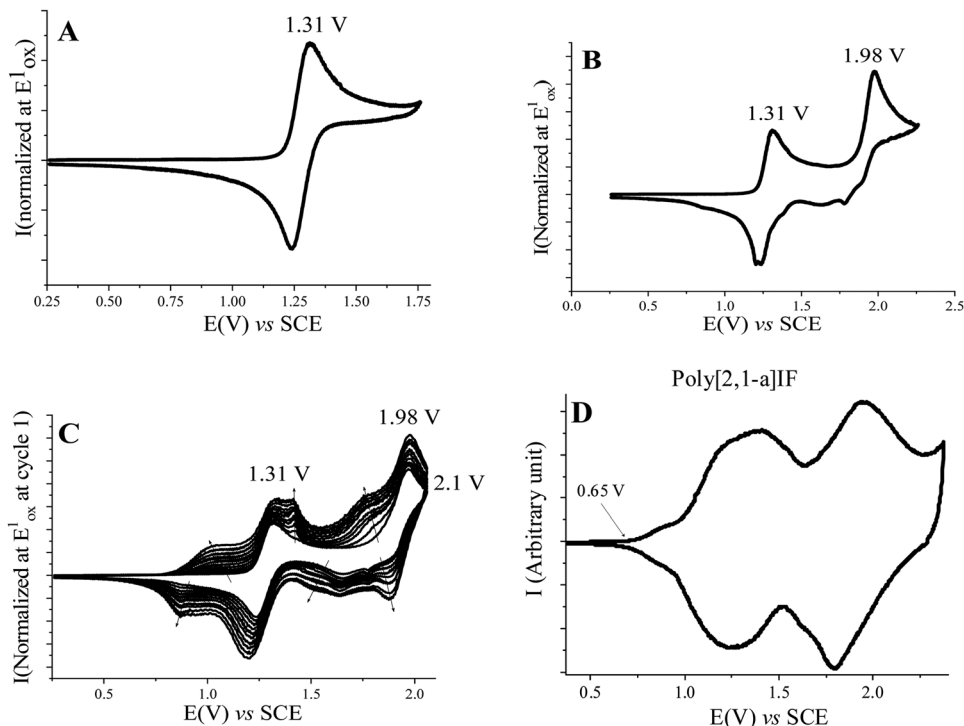 A
1.31 V
I(normalized at E¹ox)
0.25 0.50 0.75 1.00 1.25 1.50 1.75
E(V) vs SCE
B
1.98 V
1.31 V
I(Normalized at E¹ox)
0.0 0.5 1.0 1.5 2.0 2.5
E(V) vs SCE
C
1.98 V
1.31 V
2.1 V
I(Normalized at E¹ox at cycle 1)
0.5 1.0 1.5 2.0
E(V) vs SCE
Poly[2,1-a]IF
D
0.65 V
I (Arbitrary unit)
0.5 1.0 1.5 2.0
E(V) vs SCE